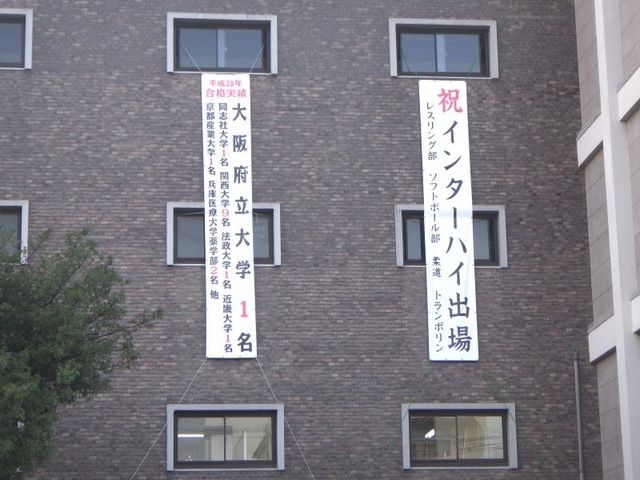 祝インターハイ出場
レスリング部 ソフトボール部 柔道 トランポリン
平成28年
合格実績
大阪府立大学1名
同志社大学1名 関西大学9名 法政大学1名 近畿大学1名
京都産業大学1名 兵庫医療大学薬学部2名 他